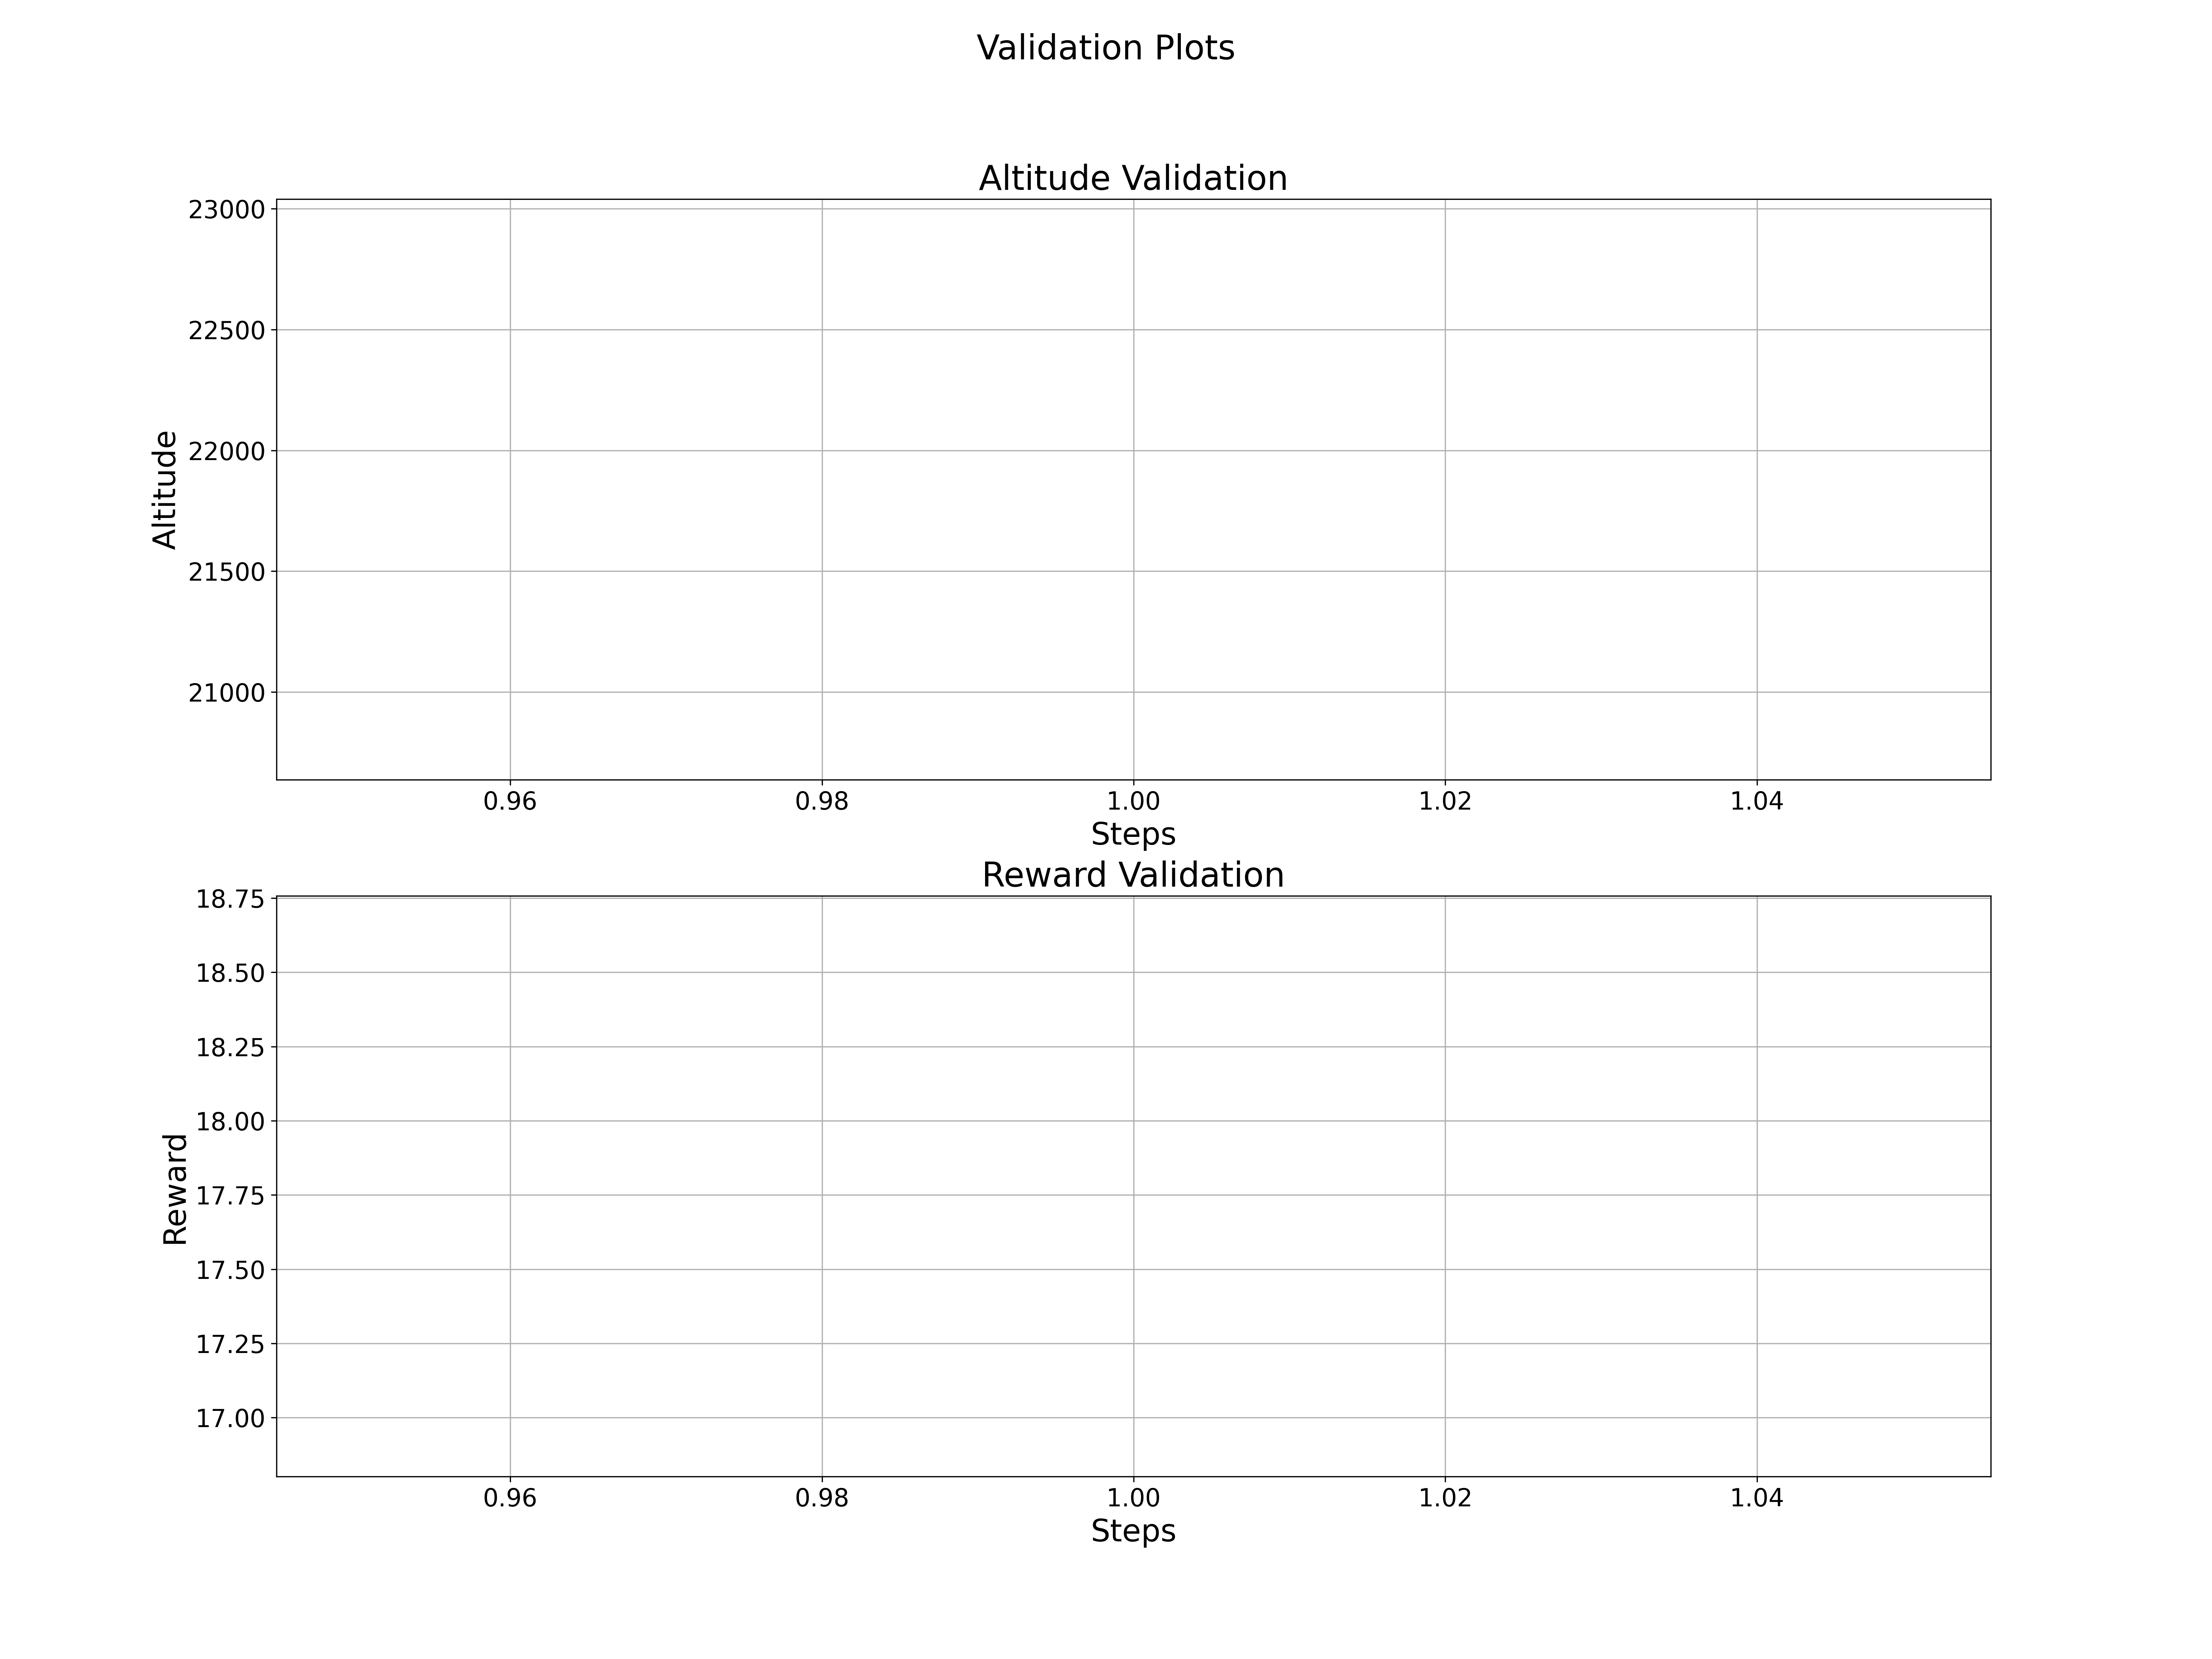 Validation Plots
Altitude Validation
23000
22500
22000
21500
21000
Altitude
0.96 0.98 1.00 1.02 1.04
Steps
Reward Validation
18.75
18.50
18.25
18.00
17.75
17.50
17.25
17.00
Reward
0.96 0.98 1.00 1.02 1.04
Steps